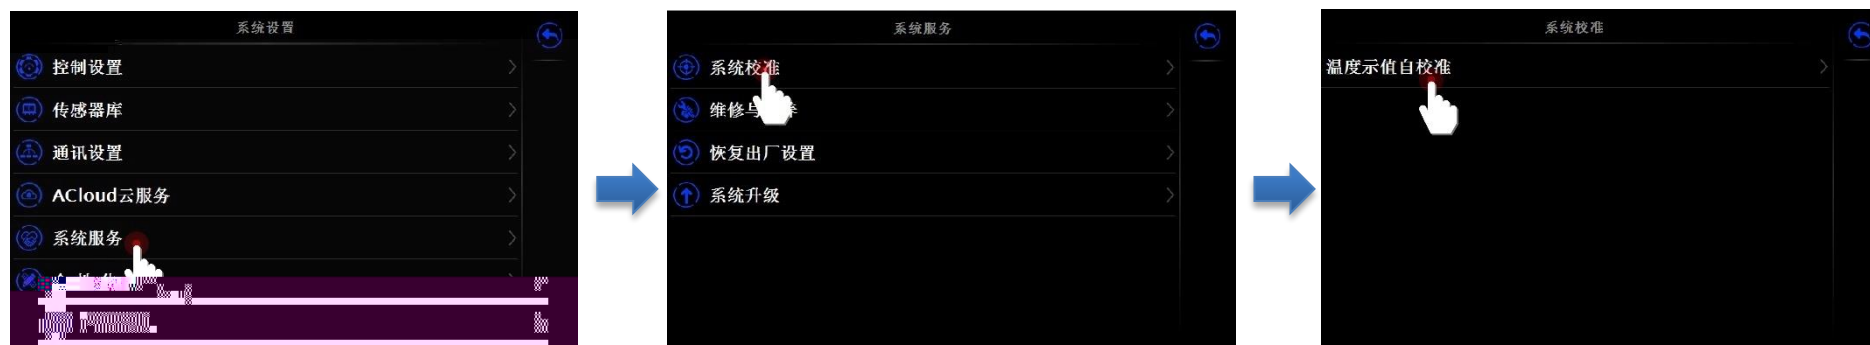 系统设置
控制设置
传感器库
通讯设置
ACloud云服务
系统服务
系统服务
系统校准
恢复出厂设置
系统升级
系统校准
温度示值自校准